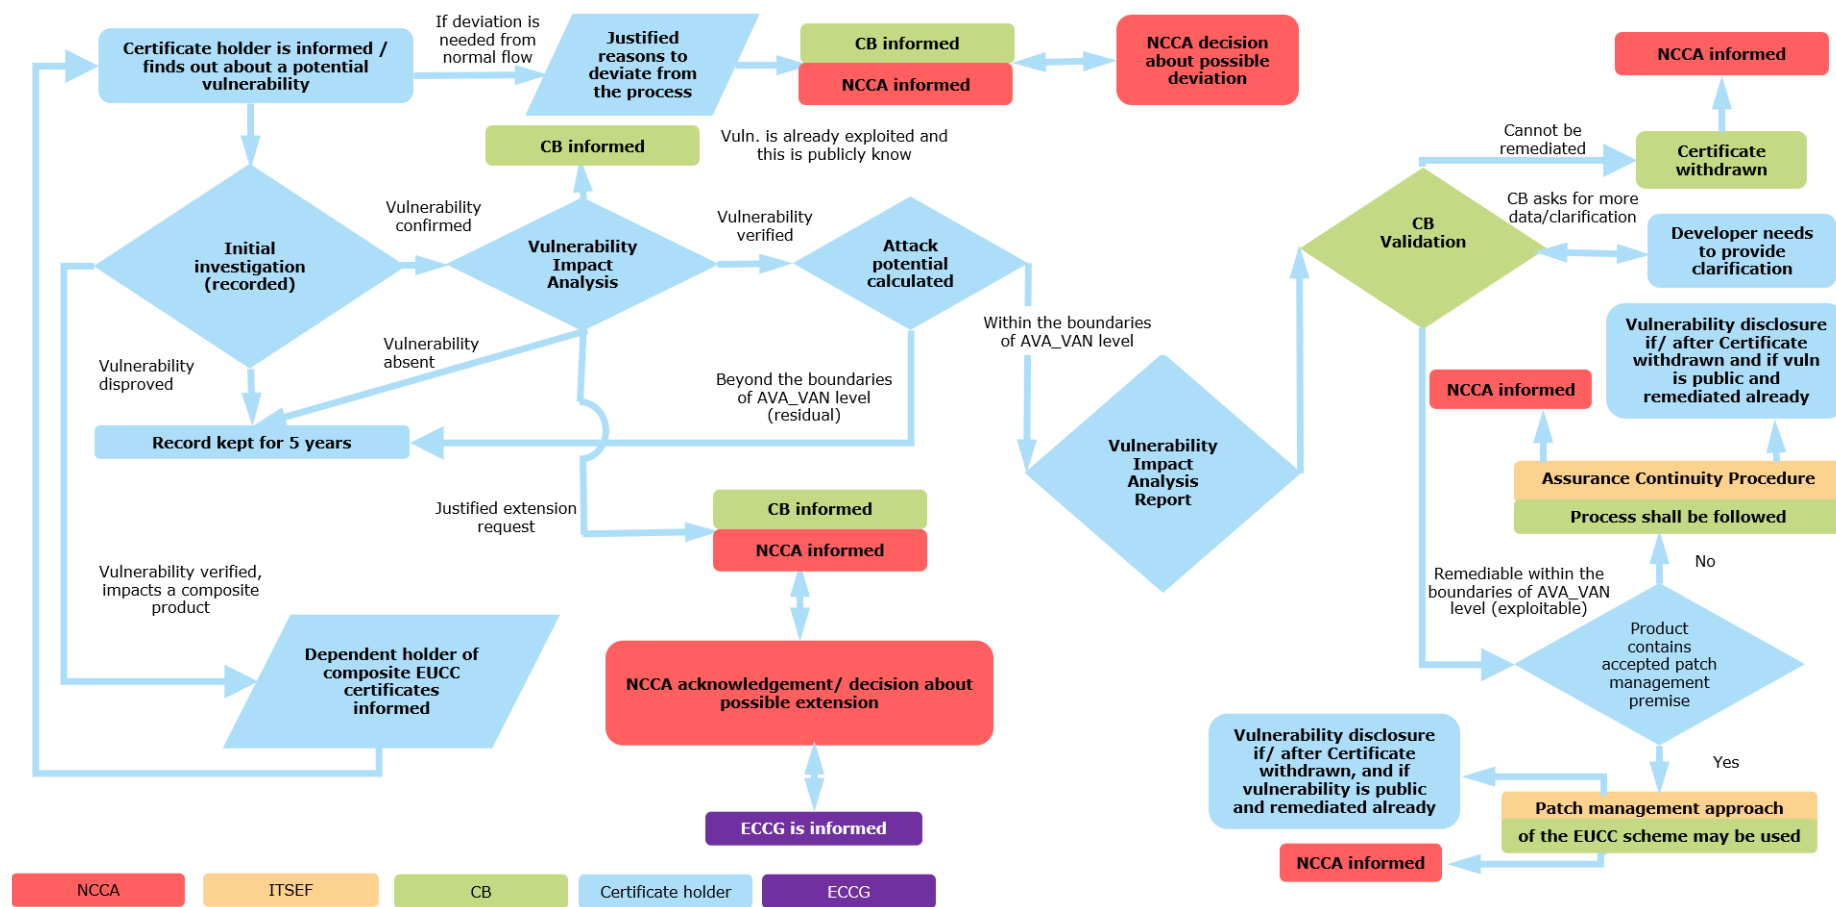 Certificate holder is informed /
finds out about a potential
vulnerability
If deviation is
needed from
normal flow
Justified
reasons to
deviate from
the process
CB informed
NCCA informed
NCCA decision
about possible
deviation
NCCA informed
Cannot be
remediated
Certificate
withdrawn
CB informed
Vuln. is already exploited and
this is publicly know
CB asks for more
data/clarification
Developer needs
to provide
clarification
CB
Validation
Initial
investigation
(recorded)
Vulnerability
confirmed
Vulnerability
Impact
Analysis
Vulnerability
verified
Attack
potential
calculated
Within the boundaries
of AVA_VAN level
Vulnerability
disproved
Vulnerability
absent
Beyond the boundaries
of AVA_VAN level
(residual)
Record kept for 5 years
Vulnerability
Impact
Analysis
Report
Vulnerability disclosure
if/ after Certificate
withdrawn and if vuln
is public and
remediated already
NCCA informed
Assurance Continuity Procedure
Process shall be followed
No
Justified extension
request
CB informed
NCCA informed
Remediable within the
boundaries of AVA_VAN
level (exploitable)
Product
contains
accepted patch
management
premise
Vulnerability verified,
impacts a composite
product
Dependent holder of
composite EUCC
certificates
informed
NCCA acknowledgement/ decision about
possible extension
ECCG is informed
Vulnerability disclosure
if/ after Certificate
withdrawn, and if
vulnerability is public
and remediated already
Yes
Patch management approach
of the EUCC scheme may be used
NCCA informed
NCCA
ITSEF
CB
Certificate holder
ECCG